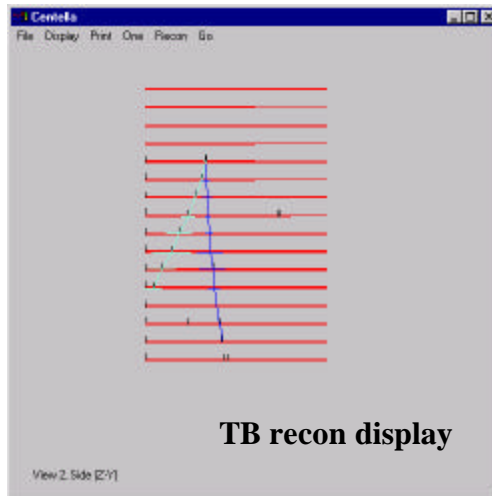 Centella
File Display Print One Recon Go
TB recon display
View 2. Side [Z-Y]